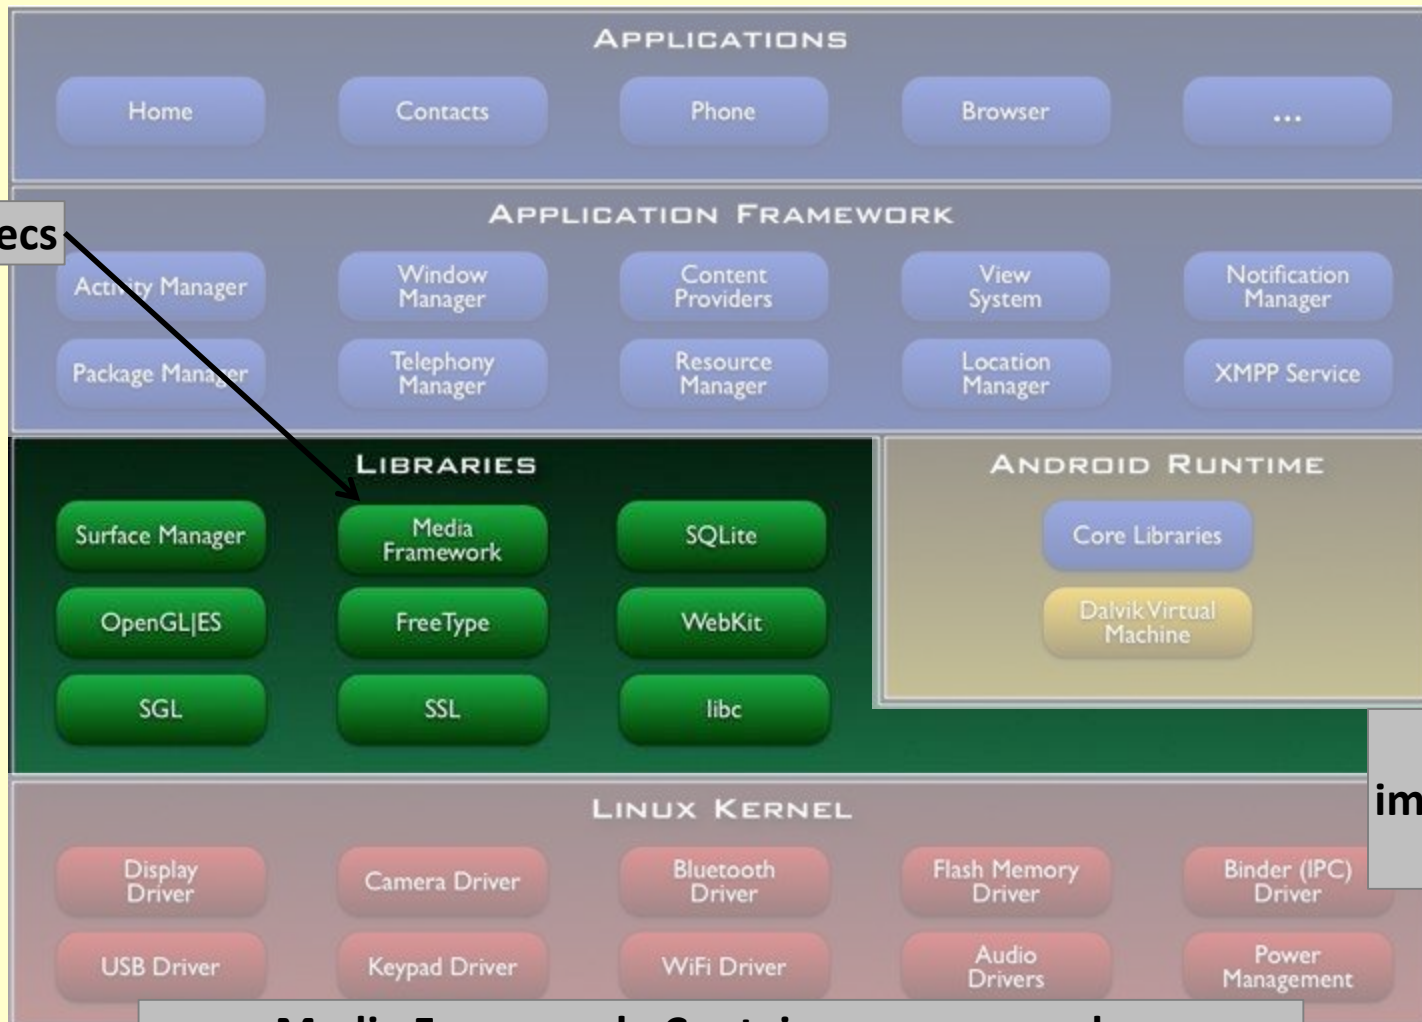 APPLICATIONS
Home
Contacts
Phone
Browser
...
APPLICATION FRAMEWORK
ecs
Activity Manager
Window
Manager
Content
Providers
View
System
Notification
Manager
Package Manager
Telephony
Manager
Resource
Manager
Location
Manager
XMPP Service
LIBRARIES
Surface Manager
Media
Framework
SQLite
OpenGL|ES
FreeType
WebKit
SGL
SSL
libc
ANDROID RUNTIME
Core Libraries
Dalvik Virtual
Machine
im
LINUX KERNEL
Display
Driver
Camera Driver
Bluetooth
Driver
Flash Memory
Driver
Binder (IPC)
Driver
USB Driver
Keypad Driver
WiFi Driver
Audio
Drivers
Power
Management